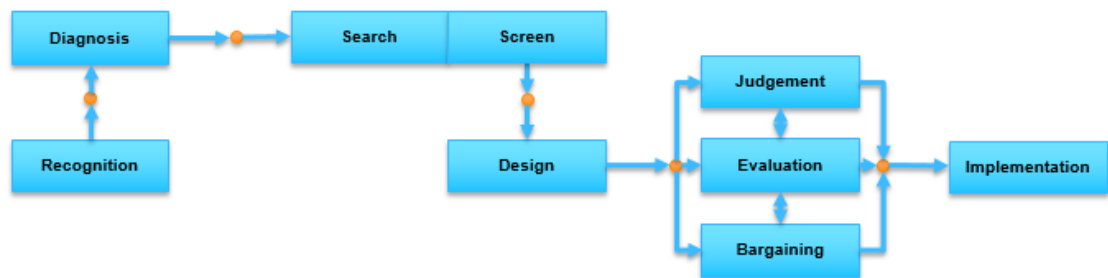 Diagnosis
Search
Screen
Judgement
Recognition
Design
Evaluation
Implementation
Bargaining